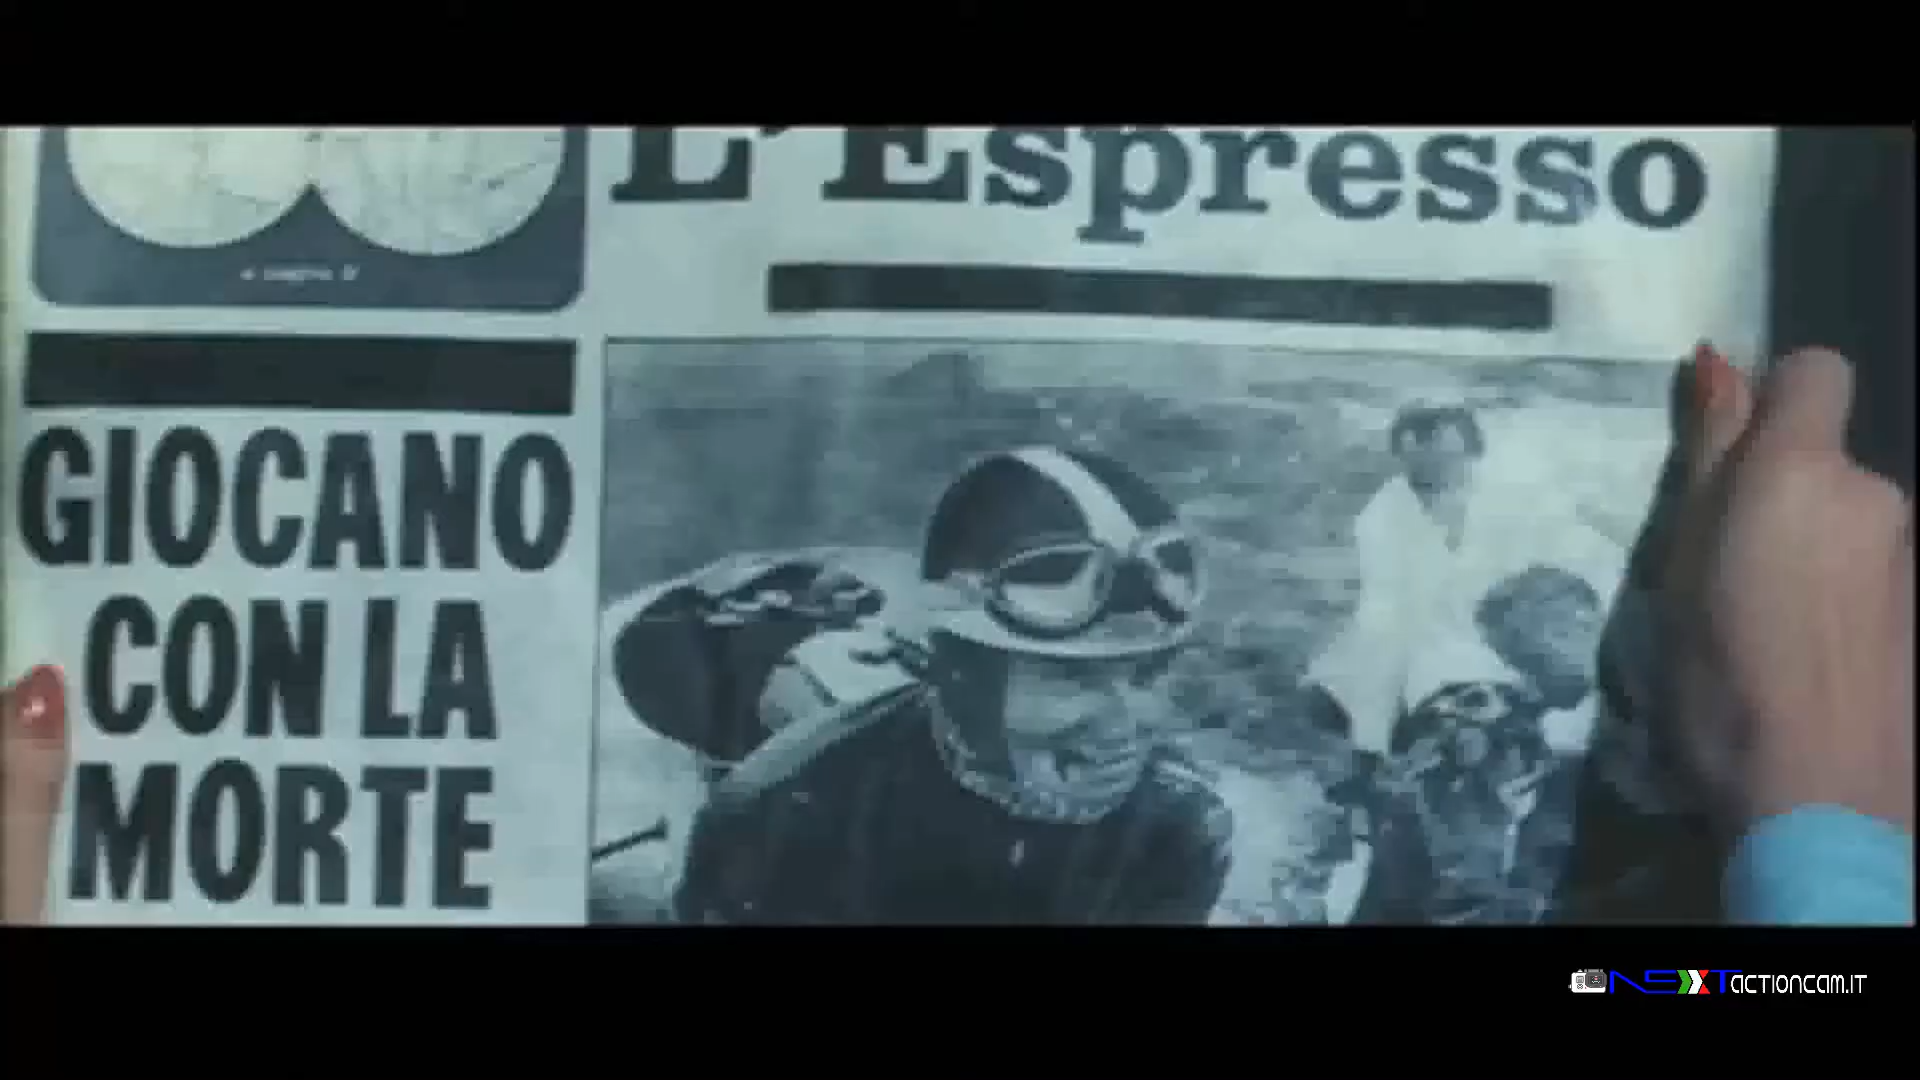 L'Espresso
GIOCANO
CON LA
MORTE
NEXTACTIONCAM.IT